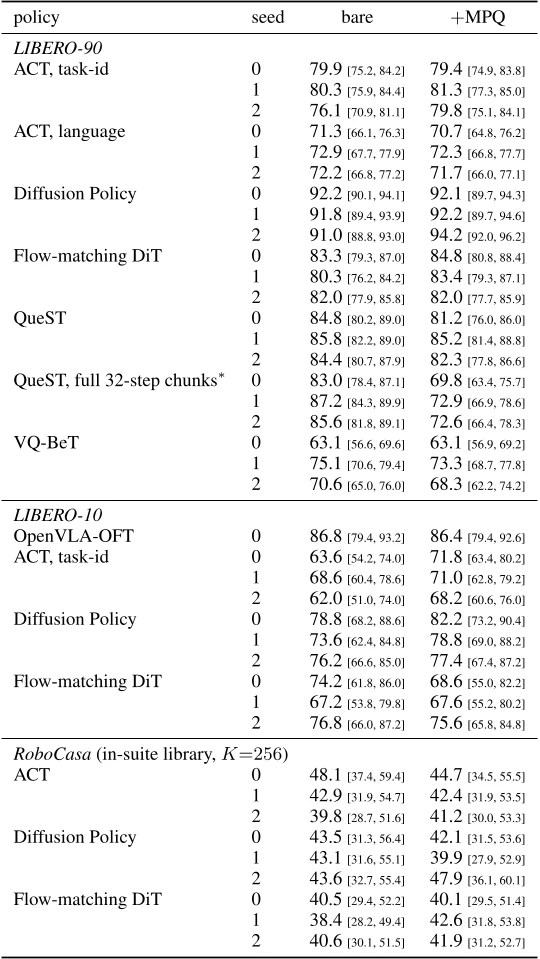 policy seed bare +MPQ
LIBERO-90
ACT, task-id 0 79.9 [75.2, 84.2] 79.4 [74.9, 83.8]
1 80.3 [75.9, 84.4] 81.3 [77.3, 85.0]
2 76.1 [70.9, 81.1] 79.8 [75.1, 84.1]
ACT, language 0 71.3 [66.1, 76.3] 70.7 [64.8, 76.2]
1 72.9 [67.7, 77.9] 72.3 [66.8, 77.7]
2 72.2 [66.8, 77.2] 71.7 [66.0, 77.1]
Diffusion Policy 0 92.2 [90.1, 94.1] 92.1 [89.7, 94.3]
1 91.8 [89.4, 93.9] 92.2 [89.7, 94.6]
2 91.0 [88.8, 93.0] 94.2 [92.0, 96.2]
Flow-matching DiT 0 83.3 [79.3, 87.0] 84.8 [80.8, 88.4]
1 80.3 [76.2, 84.2] 83.4 [79.3, 87.1]
2 82.0 [77.9, 85.8] 82.0 [77.7, 85.9]
QueST 0 84.8 [80.2, 89.0] 81.2 [76.0, 86.0]
1 85.8 [82.2, 89.0] 85.2 [81.4, 88.8]
2 84.4 [80.7, 87.9] 82.3 [77.8, 86.6]
QueST, full 32-step chunks* 0 83.0 [78.4, 87.1] 69.8 [63.4, 75.7]
1 87.2 [84.3, 89.9] 72.9 [66.9, 78.6]
2 85.6 [81.8, 89.1] 72.6 [66.4, 78.3]
VQ-BeT 0 63.1 [56.6, 69.6] 63.1 [56.9, 69.2]
1 75.1 [70.6, 79.4] 73.3 [68.7, 77.8]
2 70.6 [65.0, 76.0] 68.3 [62.2, 74.2]
LIBERO-10
OpenVLA-OFT 0 86.8 [79.4, 93.2] 86.4 [79.4, 92.6]
ACT, task-id 0 63.6 [54.2, 74.0] 71.8 [63.4, 80.2]
1 68.6 [60.4, 78.6] 71.0 [62.8, 79.2]
2 62.0 [51.0, 74.0] 68.2 [60.6, 76.0]
Diffusion Policy 0 78.8 [68.2, 88.6] 82.2 [73.2, 90.4]
1 73.6 [62.4, 84.8] 78.8 [69.0, 88.2]
2 76.2 [66.6, 85.0] 77.4 [67.4, 87.2]
Flow-matching DiT 0 74.2 [61.8, 86.0] 68.6 [55.0, 82.2]
1 67.2 [53.8, 79.8] 67.6 [55.2, 80.2]
2 76.8 [66.0, 87.2] 75.6 [65.8, 84.8]
RoboCasa (in-suite library, K=256)
ACT 0 48.1 [37.4, 59.4] 44.7 [34.5, 55.5]
1 42.9 [31.9, 54.7] 42.4 [31.9, 53.5]
2 39.8 [28.7, 51.6] 41.2 [30.0, 53.3]
Diffusion Policy 0 43.5 [31.3, 56.4] 42.1 [31.5, 53.6]
1 43.1 [31.6, 55.1] 39.9 [27.9, 52.9]
2 43.6 [32.7, 55.4] 47.9 [36.1, 60.1]
Flow-matching DiT 0 40.5 [29.4, 52.2] 40.1 [29.5, 51.4]
1 38.4 [28.2, 49.4] 42.6 [31.8, 53.8]
2 40.6 [30.1, 51.5] 41.9 [31.2, 52.7]